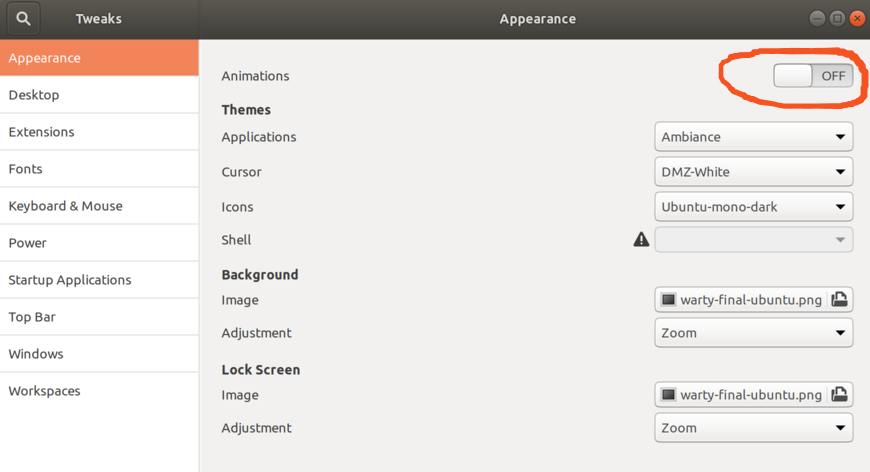 Tweaks
Appearance
Appearance
Desktop
Extensions
Fonts
Keyboard & Mouse
Power
Startup Applications
Top Bar
Windows
Workspaces
Animations OFF
Themes
Applications Ambiance
Cursor DMZ-White
Icons Ubuntu-mono-dark
Shell
Background
Image warty-final-ubuntu.png
Adjustment Zoom
Lock Screen
Image warty-final-ubuntu.png
Adjustment Zoom